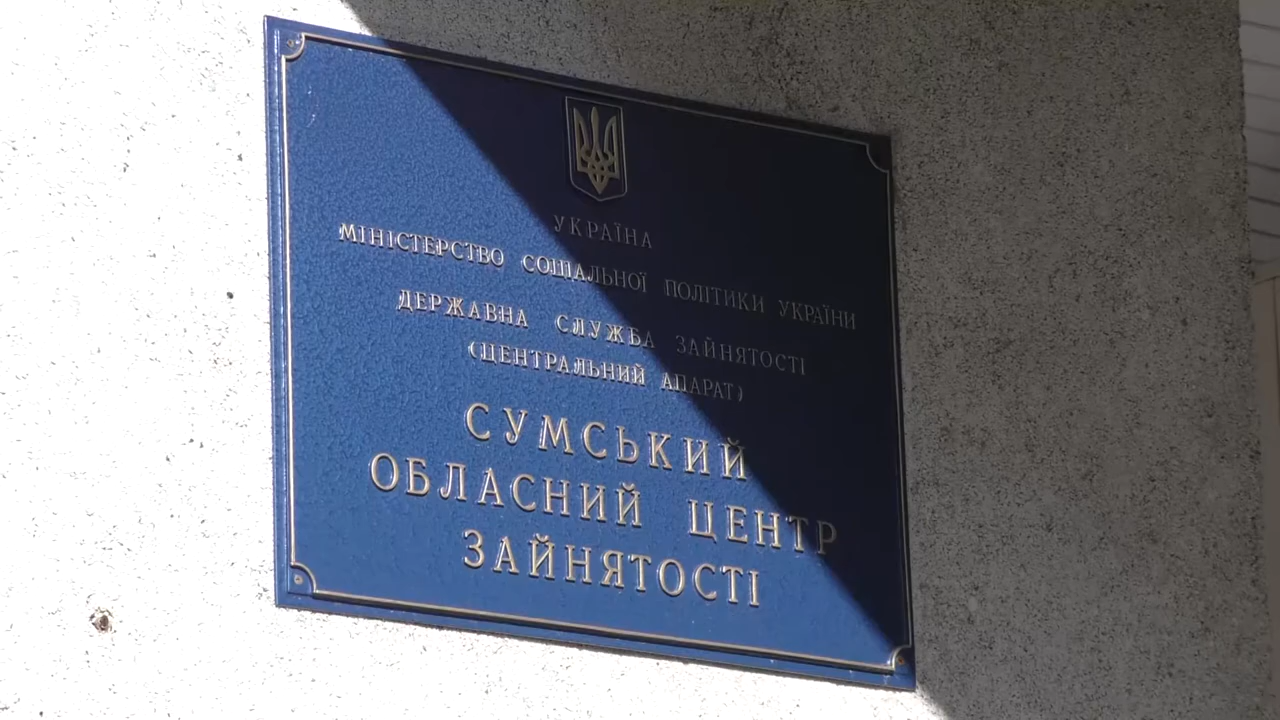 УКРАЇНА
МІНІСТЕРСТВО СОЦІАЛЬНОЇ ПОЛІТИКИ УКРАЇНИ
ДЕРЖАВНА СЛУЖБА ЗАЙНЯТОСТІ
(ЦЕНТРАЛЬНИЙ АПАРАТ)
СУМСЬКИЙ
ОБЛАСНИЙ ЦЕНТР
ЗАЙНЯТОСТІ